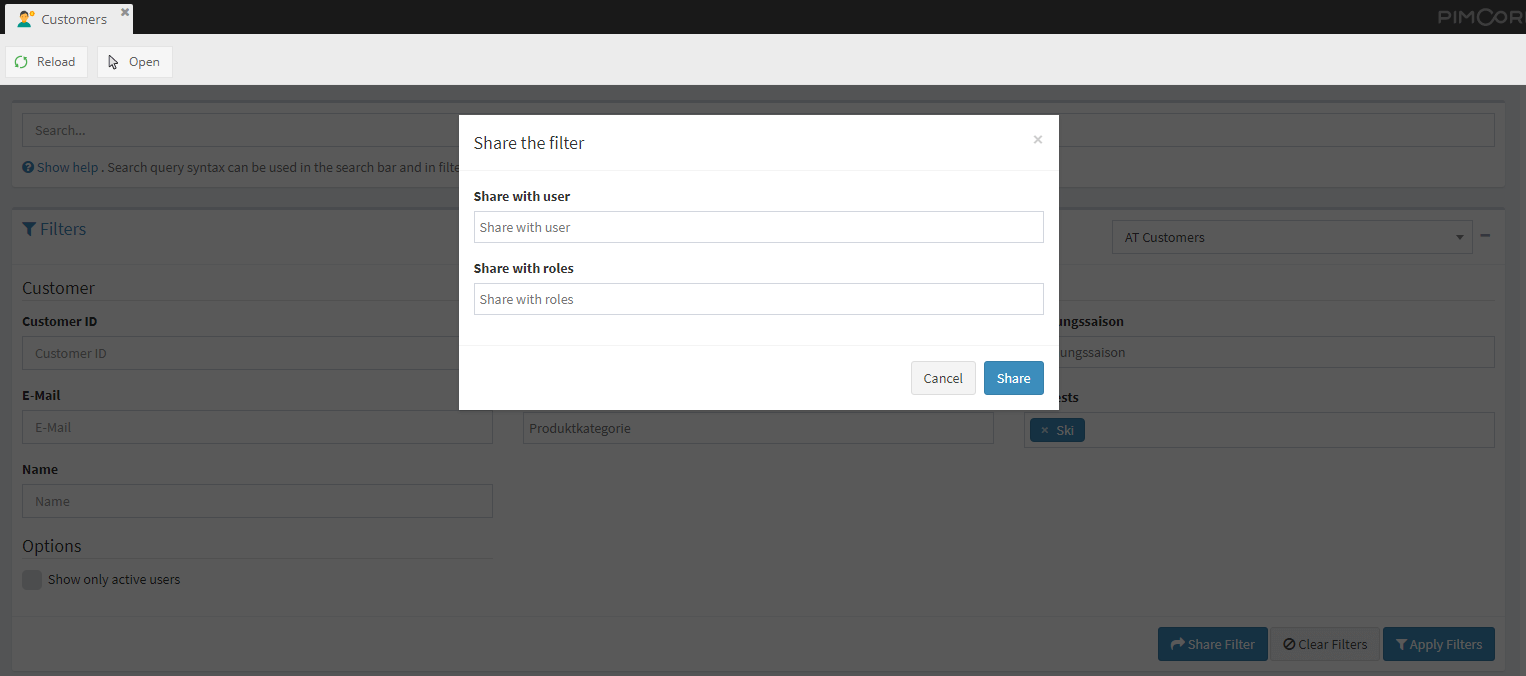 Customers
PIMCOR
Reload
Open
Search...
Show help . Search query syntax can be used in the search bar and in filte
Share the filter
×
Share with user
Share with user
Share with roles
Share with roles
Cancel
Share
Filters
AT Customers
Customer
Customer ID
ungssaison
Customer ID
ungssaison
E-Mail
ests
E-Mail
Produktkategorie
× Ski
Name
Name
Options
Show only active users
Share Filter
Clear Filters
Apply Filters